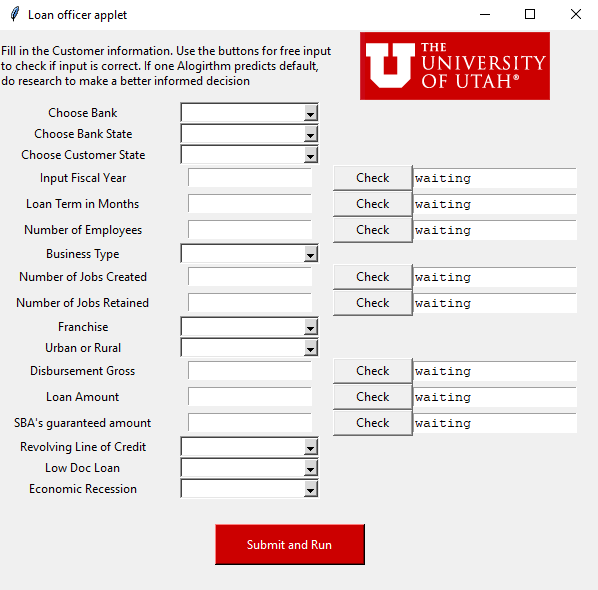 Loan officer applet
Fill in the Customer information. Use the buttons for free input
to check if input is correct. If one Alogirthm predicts default,
do research to make a better informed decision
THE
UNIVERSITY
OF UTAH®
Choose Bank
Choose Bank State
Choose Customer State
Input Fiscal Year Check waiting
Loan Term in Months Check waiting
Number of Employees Check waiting
Business Type
Number of Jobs Created Check waiting
Number of Jobs Retained Check waiting
Franchise
Urban or Rural
Disbursement Gross Check waiting
Loan Amount Check waiting
SBA's guaranteed amount Check waiting
Revolving Line of Credit
Low Doc Loan
Economic Recession
Submit and Run